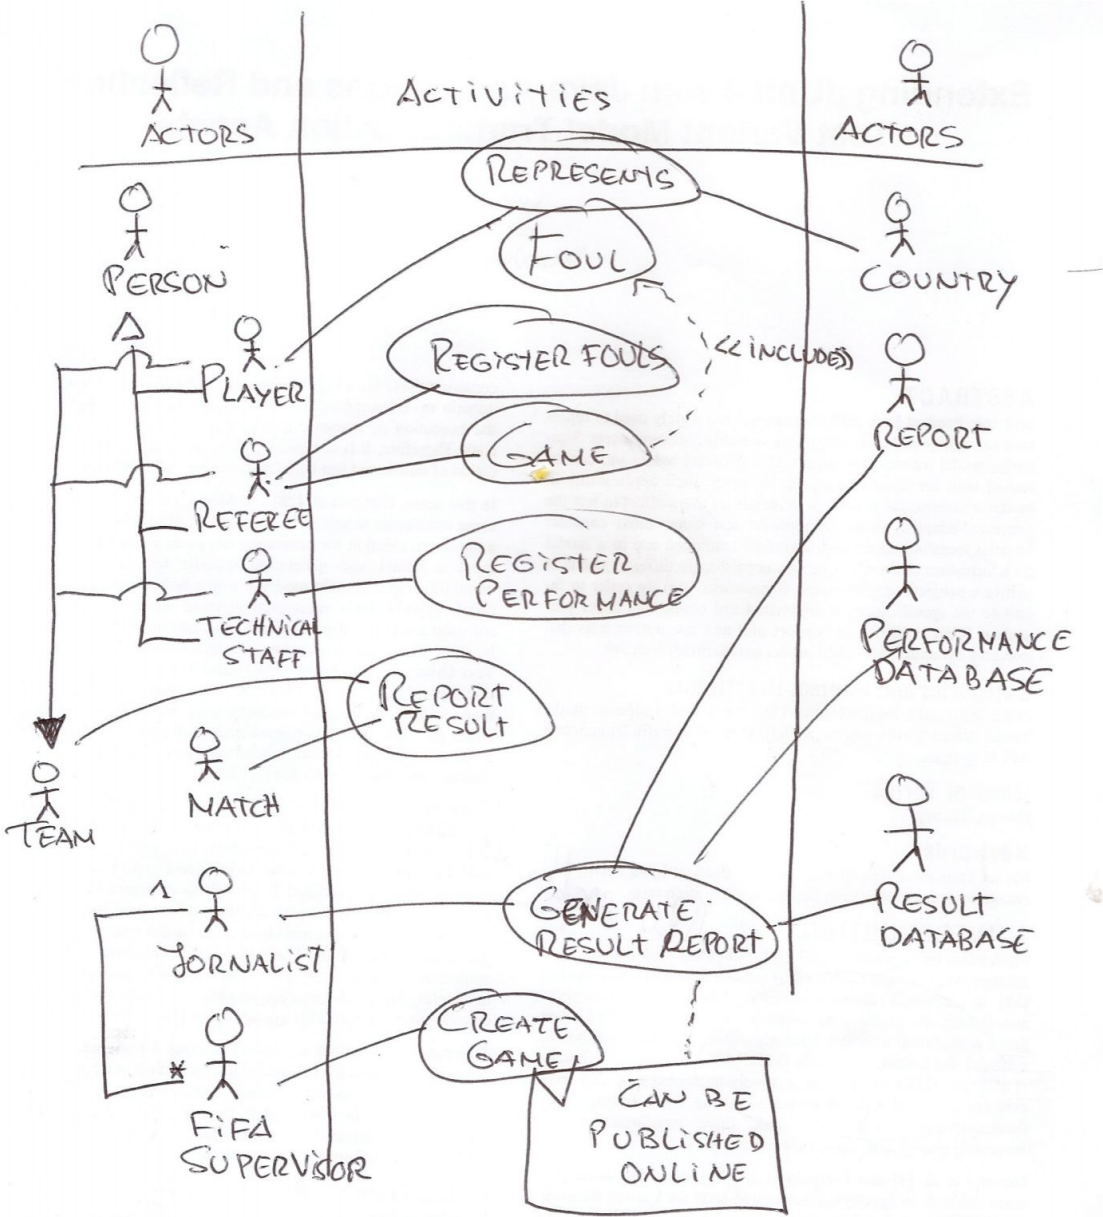 ACTORS
ACTIVITIES
ACTORS
REPRESENTS
FOUL
PERSON
COUNTRY
PLAYER
REGISTER FOULS
<<INCLUDES>>
REPORT
GAME
REFEREE
REGISTER
PERFORMANCE
TECHNICAL
STAFF
PERFORMANCE
DATABASE
REPORT
RESULT
MATCH
TEAM
1
JORNALIST
GENERATE
RESULT REPORT
RESULT
DATABASE
CREATE
GAME
*
FIFA
SUPERVISOR
CAN BE
PUBLISHED
ONLINE